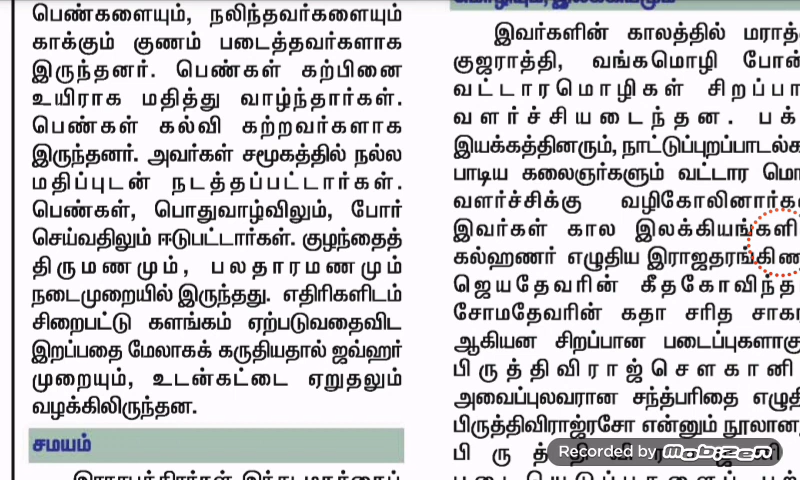 பெண்களையும், நலிந்தவர்களையும்
காக்கும் குணம் படைத்தவர்களாக
இருந்தனர். பெண்கள் கற்பினை
உயிராக மதித்து வாழ்ந்தார்கள்.
பெண்கள் கல்வி கற்றவர்களாக
இருந்தனர். அவர்கள் சமூகத்தில் நல்ல
மதிப்புடன் நடத்தப்பட்டார்கள்.
பெண்கள், பொதுவாழ்விலும், போர்
செய்வதிலும் ஈடுபட்டார்கள். குழந்தைத்
திருமணமும், பலதாரமணமும்
நடைமுறையில் இருந்தது. எதிரிகளிடம்
சிறைபட்டு களங்கம் ஏற்படுவதைவிட
இறப்பதை மேலாகக் கருதியதால் ஜவ்ஹர்
முறையும், உடன்கட்டை ஏறுதலும்
வழக்கிலிருந்தன.
சமயம்
மொழியும், இலக்கியமும்
இவர்களின் காலத்தில் மராத்
குஜராத்தி, வங்கமொழி போன்
வட்டாரமொழிகள் சிறப்பா
வளர்ச்சியடைந்தன. பக்
இயக்கத்தினரும், நாட்டுப்புறப்பாடல்க
பாடிய கலைஞர்களும் வட்டார மொ
வளர்ச்சிக்கு வழிகோலினார்க
இவர்கள் கால இலக்கியங்களி
கல்ஹணர் எழுதிய இராஜதரங்கிண
ஜெயதேவரின் கீதகோவிந்த
சோமதேவரின் கதா சரித சாகா
ஆகியன சிறப்பான படைப்புகளாகு
பிருத்திவிராஜ்சௌகானி
அவைப்புலவரான சந்த்பரிதை எழுதி
பிருத்திவிராஜ்ரசோ என்னும் நூலான
Recorded by Mobizen